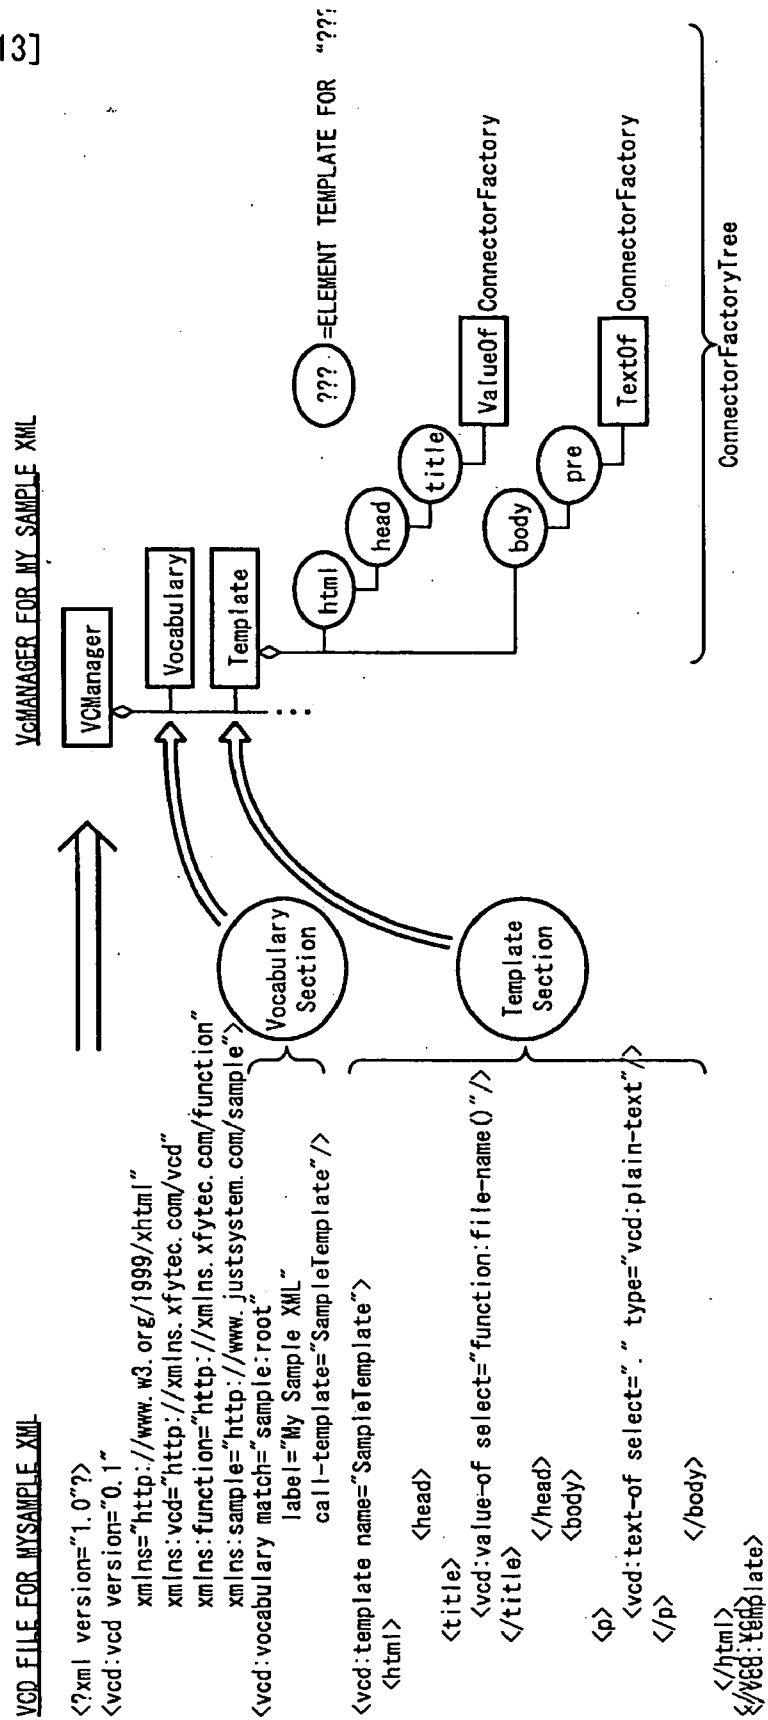 13]
VCD FILE FOR MYSAMPLE XML
<?xml version="1.0"?>
<vcd:vcd version="0.1"
xmlns="http://www.w3.org/1999/xhtml"
xmlns:vcd="http://xmlns.xfytec.com/vcd"
xmlns:function="http://xmlns.xfytec.com/function"
xmlns:sample="http://www.justsystem.com/sample">
<vcd:vocabulary match="sample:root"
label="My Sample XML"
call-template="SampleTemplate"/>
<vcd:template name="SampleTemplate">
<html>
<head>
<title>
<vcd:value-of select="function:file-name()"/>
</title>
</head>
<body>
<p>
<vcd:text-of select="." type="vcd:plain-text"/>
</p>
</body>
</html>
</vcd:template>
</vcd:vcd>
Vocabulary
Section
Template
Section
VCMANAGER FOR MY SAMPLE XML
VCManager
Vocabulary
Template
...
html
head
title
ValueOf ConnectorFactory
body
pre
TextOf ConnectorFactory
??? =ELEMENT TEMPLATE FOR "???
ConnectorFactoryTree